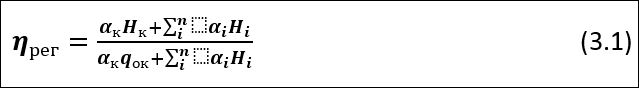 η_рег = (α_к H_к + ∑_i^n ⬚ α_i H_i) / (α_к q_ок + ∑_i^n ⬚ α_i H_i) (3.1)